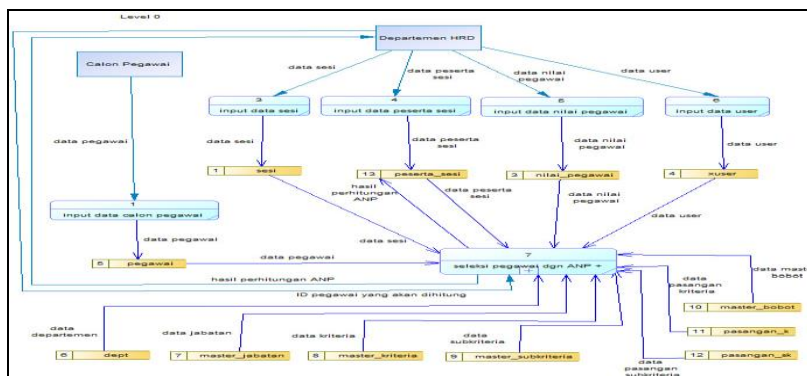 Level 0
Departemen HRD
Calon Pegawai
data sesi
data peserta
sesi
data nilai
pegawai
data user
3
input data sesi
4
input data peserta sesi
5
input data nilai pegawai
6
input data user
data pegawai
data sesi
data peserta
sesi
data nilai
pegawai
data user
1 sesi
13 peserta_sesi
3 nilai_pegawai
4 xuser
hasil
perhitungan
ANP
data peserta
sesi
data nilai
pegawai
data user
1
input data calon pegawai
data pegawai
data sesi
5 pegawai
data pegawai
7
seleksi pegawai dgn ANP +
hasil perhitungan ANP
ID pegawai yang akan dihitung
data mast
bobot
data
pasangan
kriteria
10 master_bobot
data
departemen
data jabatan
data kriteria
data
subkriteria
11 pasangan_k
6 dept
7 master_jabatan
8 master_kriteria
9 master_subkriteria
12 pasangan_sk
data
pasangan
subkriteria